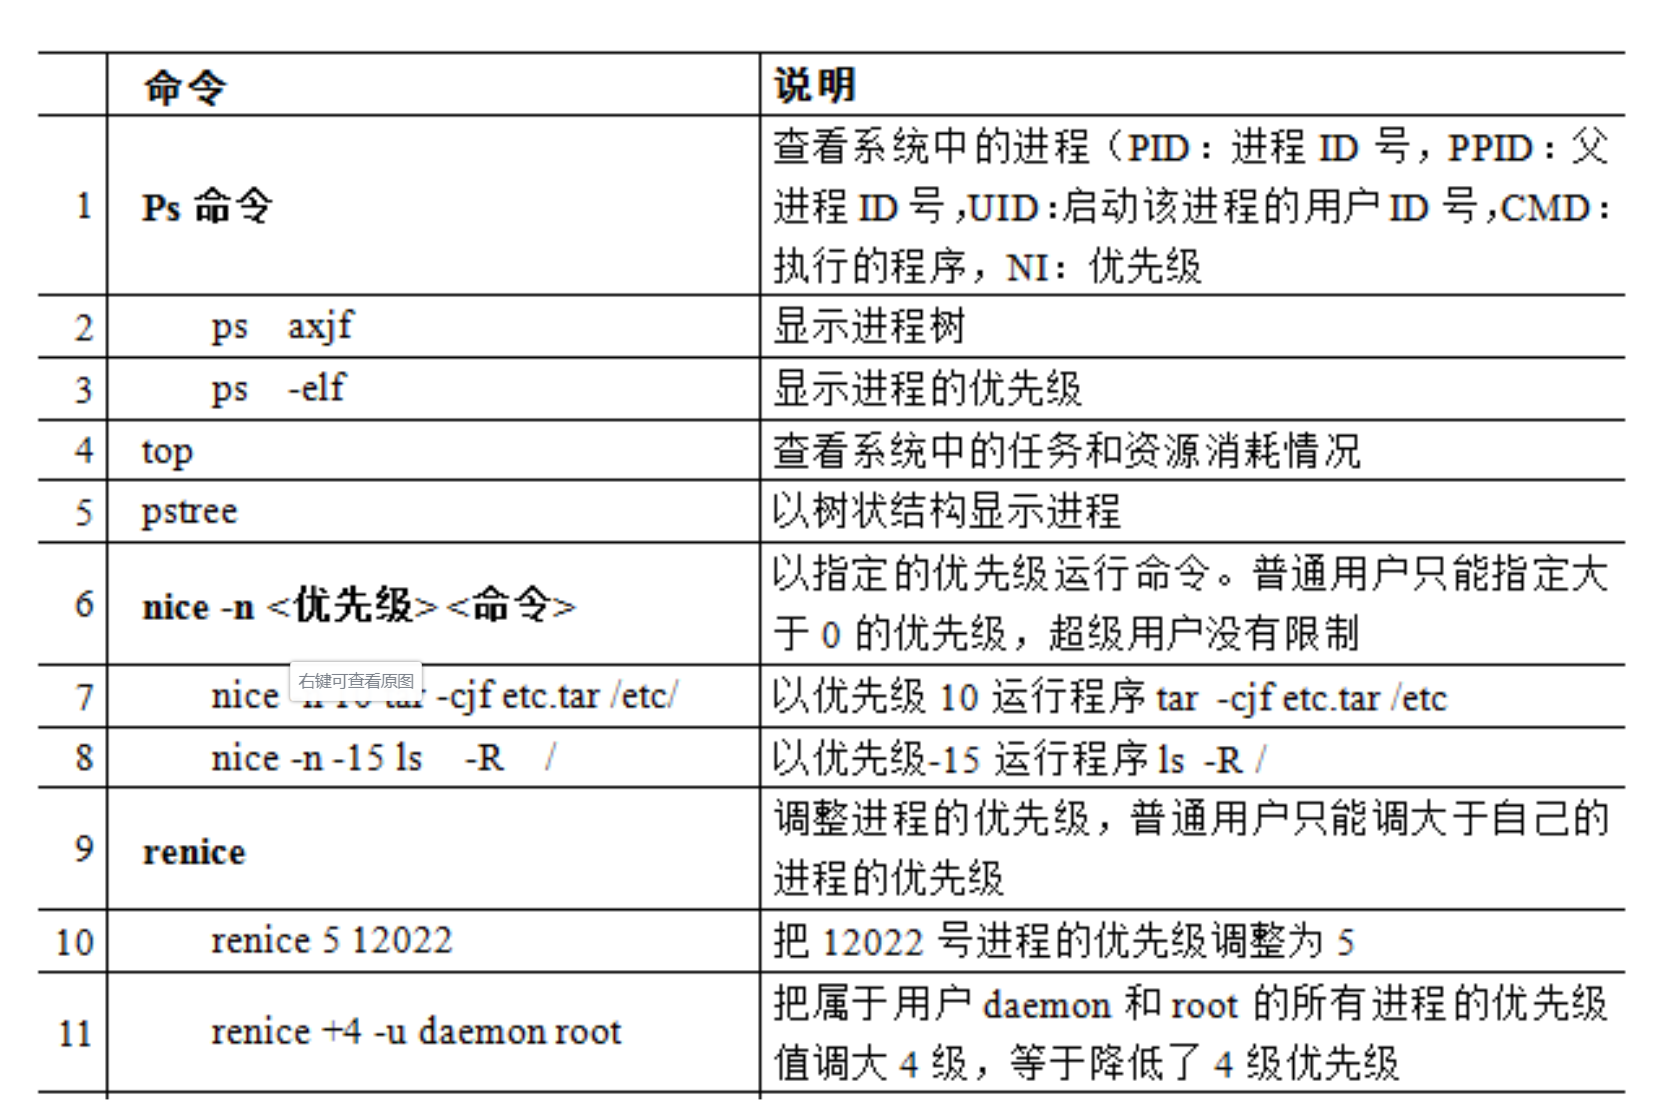 命令 说明
1 Ps 命令 查看系统中的进程（PID：进程 ID 号，PPID：父
进程 ID 号,UID:启动该进程的用户 ID 号,CMD：
执行的程序，NI：优先级
2 ps axjf 显示进程树
3 ps -elf 显示进程的优先级
4 top 查看系统中的任务和资源消耗情况
5 pstree 以树状结构显示进程
6 nice -n <优先级> <命令> 以指定的优先级运行命令。普通用户只能指定大
于 0 的优先级，超级用户没有限制
右键可查看原图
7 nice -cjf etc.tar /etc/ 以优先级 10 运行程序 tar -cjf etc.tar /etc
8 nice -n -15 ls -R / 以优先级-15 运行程序 ls -R /
9 renice 调整进程的优先级，普通用户只能调大于自己的
进程的优先级
10 renice 5 12022 把 12022 号进程的优先级调整为 5
11 renice +4 -u daemon root 把属于用户 daemon 和 root 的所有进程的优先级
值调大 4 级，等于降低了 4 级优先级